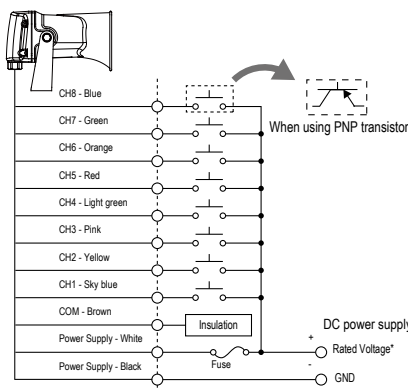 CH8 - Blue
CH7 - Green
When using PNP transistor
CH6 - Orange
CH5 - Red
CH4 - Light green
CH3 - Pink
CH2 - Yellow
CH1 - Sky blue
COM - Brown
Insulation
DC power supply
Power Supply - White
+
Rated Voltage*
Fuse
Power Supply - Black
-
GND